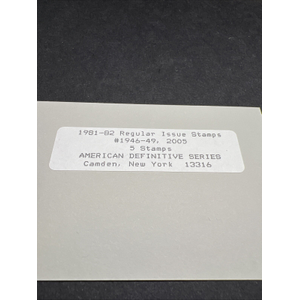 1981-82 Regular Issue Stamps
#1946-49, 2005
5 Stamps
AMERICAN DEFINITIVE SERIES
Camden, New York 13316